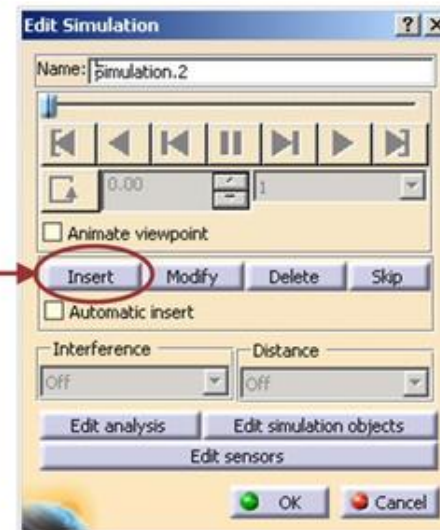 Edit Simulation
Name: Simulation.2
0.00 1
Animate viewpoint
Insert Modify Delete Skip
Automatic insert
Interference Distance
Off Off
Edit analysis Edit simulation objects
Edit sensors
OK Cancel